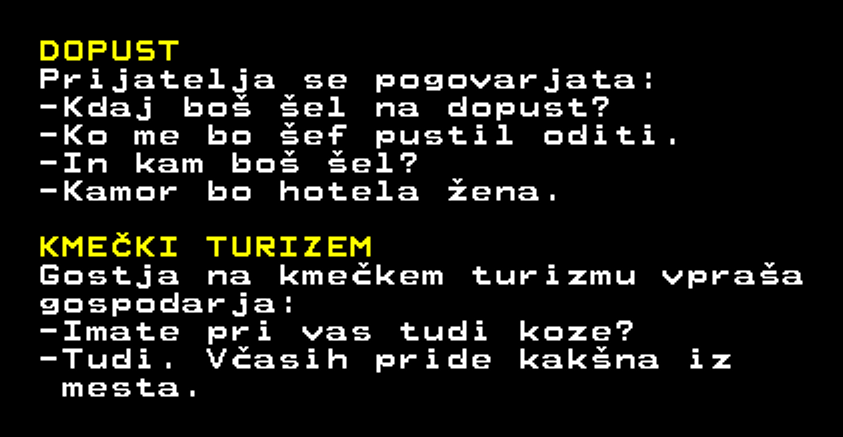 DOPUST
Prijatelja se pogovarjata:
-Kdaj boš šel na dopust?
-Ko me bo šef pustil oditi.
-In kam boš šel?
-Kamor bo hotela žena.
KMEČKI TURIZEM
Gostja na kmečkem turizmu vpraša
gospodarja:
-Imate pri vas tudi koze?
-Tudi. Včasih pride kakšna iz
mesta.